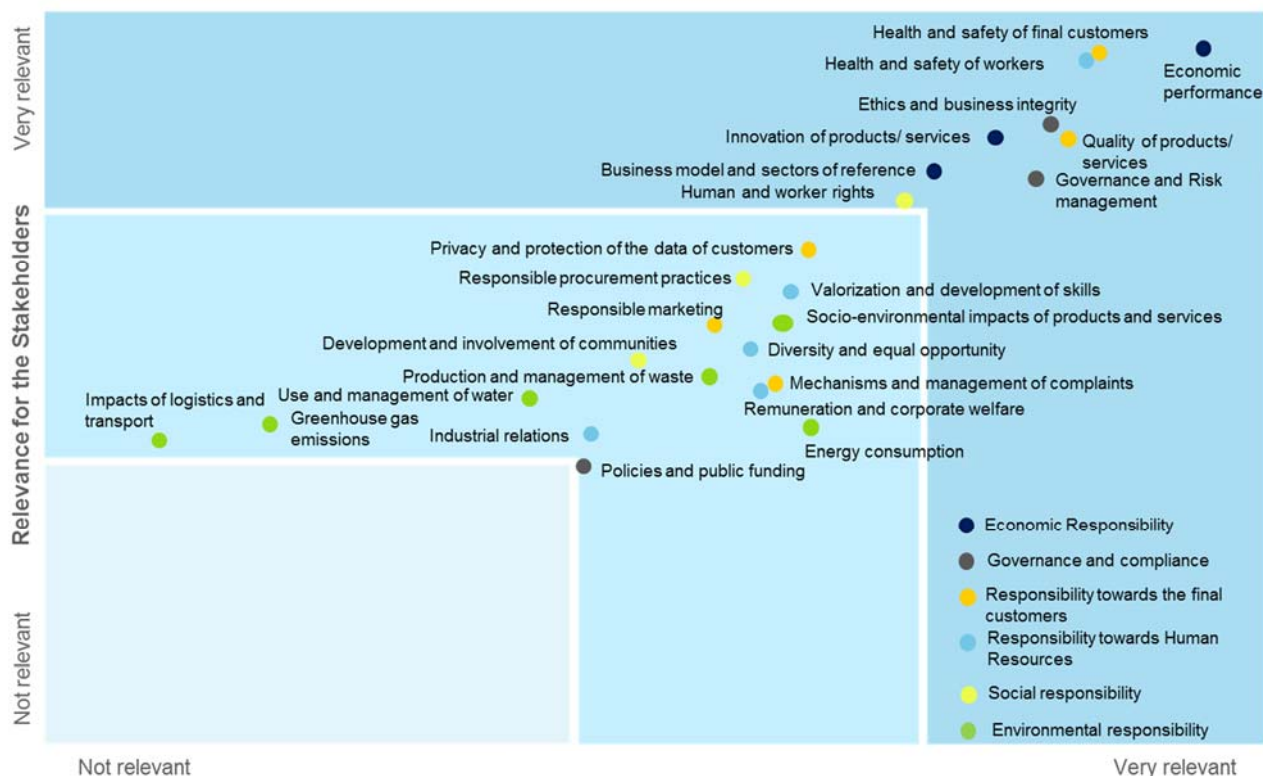 Very relevant
Relevance for the Stakeholders
Not relevant
Health and safety of final customers
Health and safety of workers
Economic
performance
Ethics and business integrity
Innovation of products/ services
Quality of products/
services
Business model and sectors of reference
Governance and Risk
management
Human and worker rights
Privacy and protection of the data of customers
Responsible procurement practices
Valorization and development of skills
Responsible marketing
Socio-environmental impacts of products and services
Development and involvement of communities
Diversity and equal opportunity
Production and management of waste
Mechanisms and management of complaints
Impacts of logistics and
transport
Use and management of water
Remuneration and corporate welfare
Greenhouse gas
emissions
Industrial relations
Energy consumption
Policies and public funding
Economic Responsibility
Governance and compliance
Responsibility towards the final
customers
Responsibility towards Human
Resources
Social responsibility
Environmental responsibility
Not relevant
Very relevant